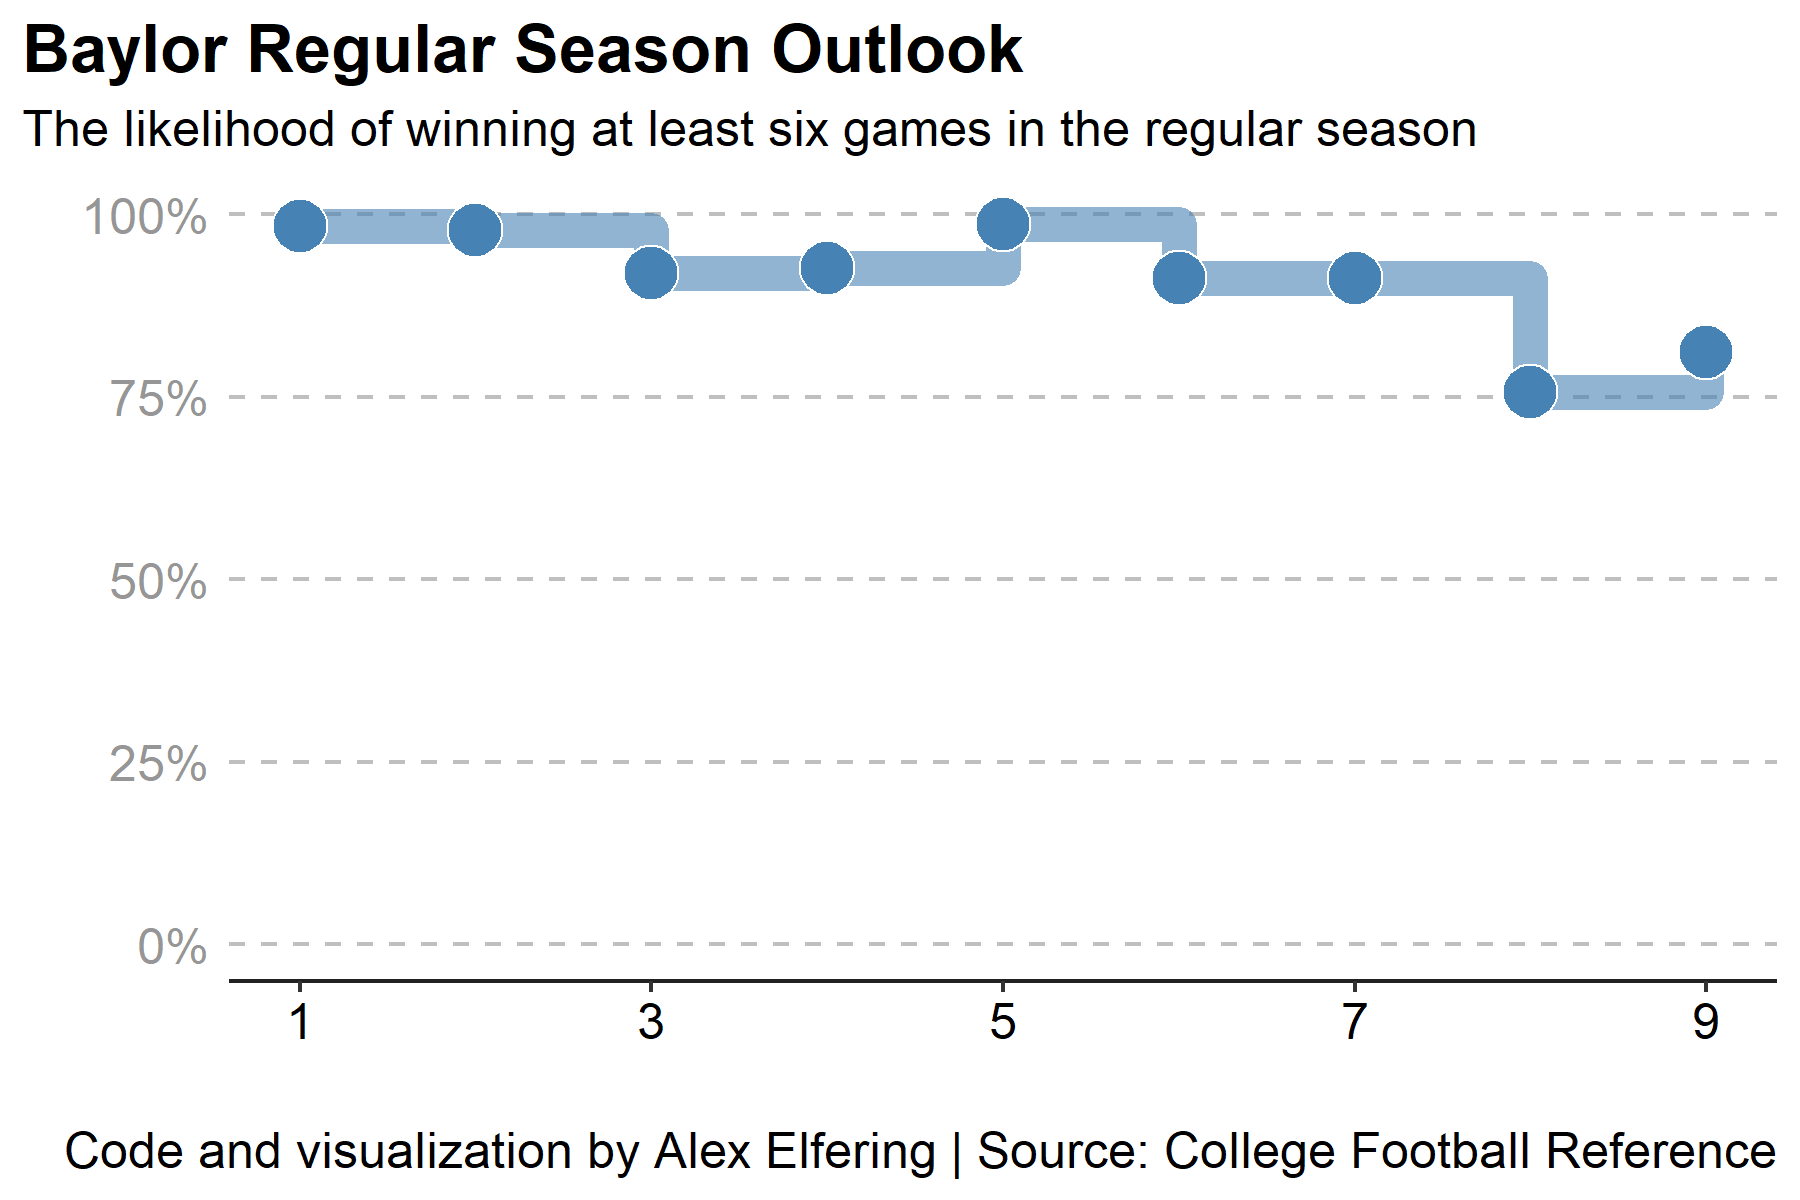 Baylor Regular Season Outlook
The likelihood of winning at least six games in the regular season
100%
75%
50%
25%
0%
1 3 5 7 9
Code and visualization by Alex Elfering | Source: College Football Reference